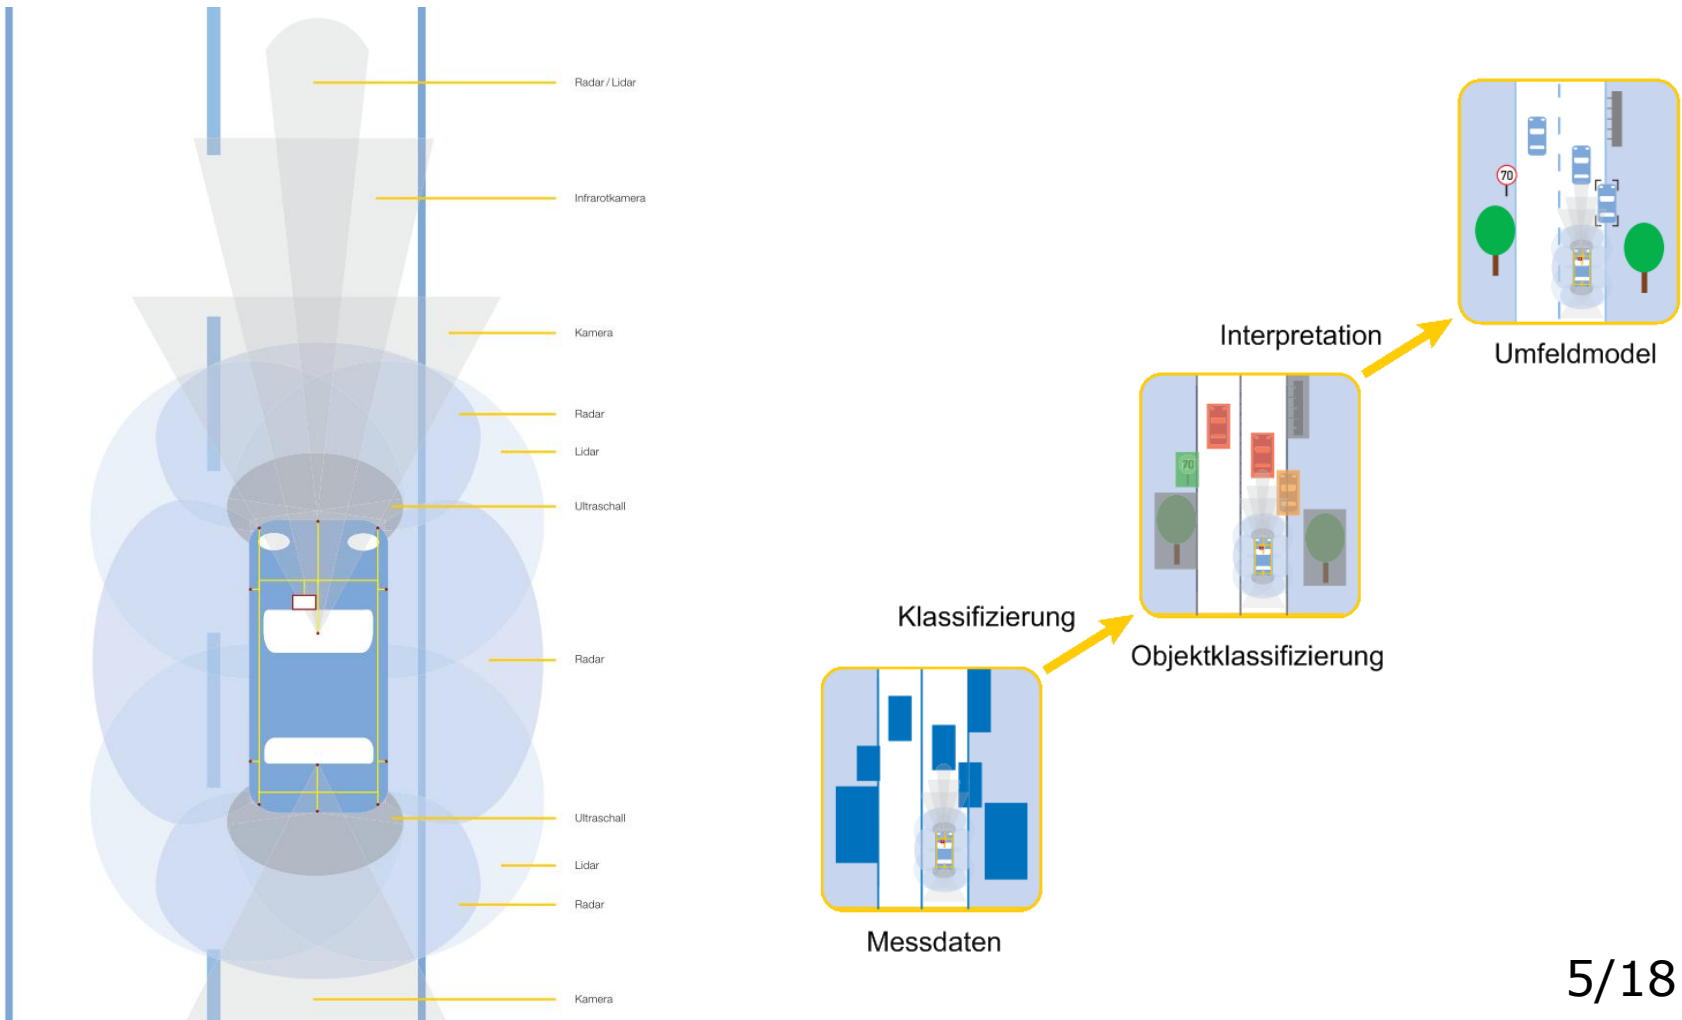 Radar / Lidar
Infrarotkamera
Kamera
Radar
Lidar
Ultraschall
Radar
Ultraschall
Lidar
Radar
Kamera
70
Umfeldmodel
Interpretation
70
Objektklassifizierung
Klassifizierung
Messdaten
5/18